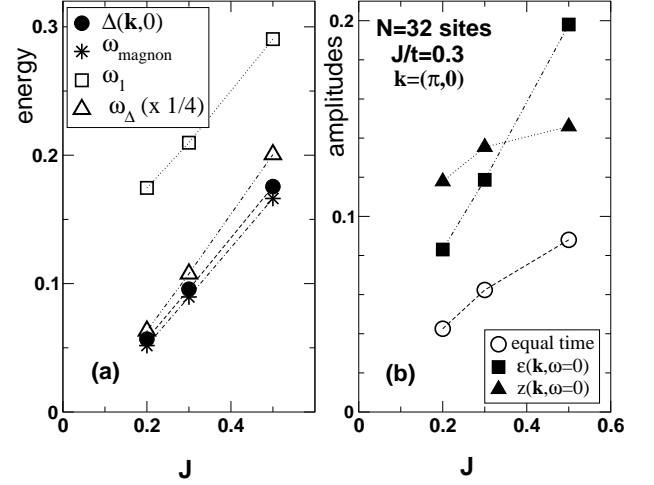 energy
0.3
0.2
0.1
0
0
0.2
0.4
J
Δ(k,0)
ω_magnon
ω_1
ω_Δ (x 1/4)
(a)
amplitudes
0.2
0.1
0
0
0.2
0.4
0.6
J
N=32 sites
J/t=0.3
k=(π,0)
equal time
ε(k,ω=0)
z(k,ω=0)
(b)